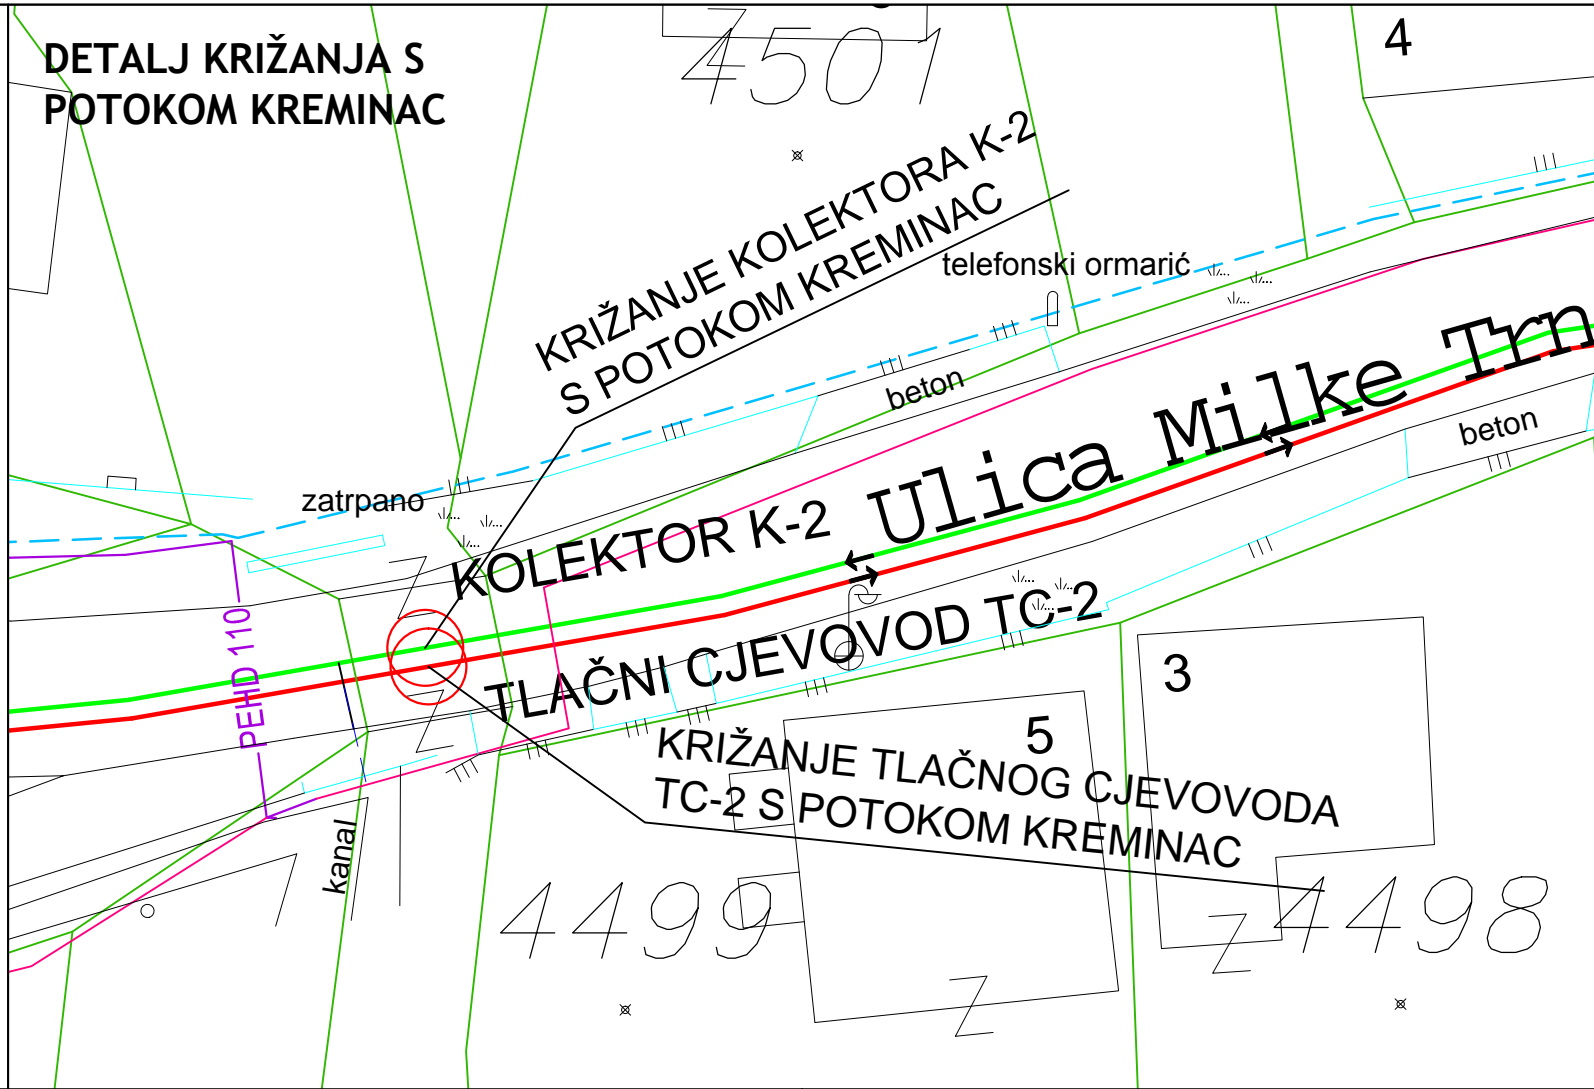 DETALJ KRIŽANJA S
POTOKOM KREMINAC
4501
4
KRIŽANJE KOLEKTORA K-2
S POTOKOM KREMINAC
telefonski ormarić
beton
Ulica Milke Trn
beton
zatrpano
KOLEKTOR K-2
PEHD 110
TLAČNI CJEVOVOD TC-2
3
5
KRIŽANJE TLAČNOG CJEVOVODA
TC-2 S POTOKOM KREMINAC
kanal
4499
4498